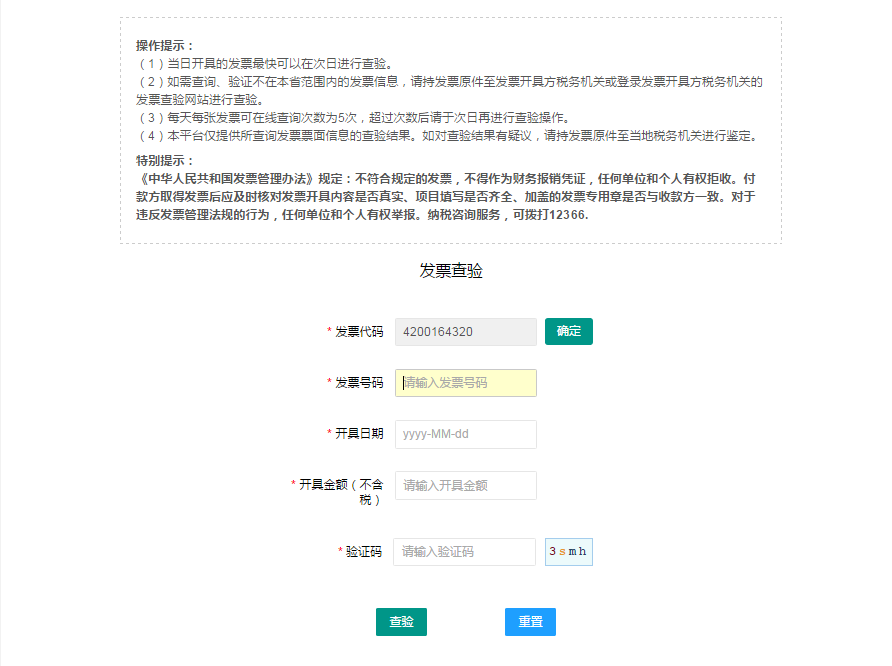 操作提示：
（1）当日开具的发票最快可以在次日进行查验。
（2）如需查询、验证不在本省范围内的发票信息，请持发票原件至发票开具方税务机关或登录发票开具方税务机关的
发票查验网站进行查验。
（3）每天每张发票可在线查询次数为5次，超过次数后请于次日再进行查验操作。
（4）本平台仅提供所查询发票票面信息的查验结果。如对查验结果有疑议，请持发票原件至当地税务机关进行鉴定。
特别提示：
《中华人民共和国发票管理办法》规定：不符合规定的发票，不得作为财务报销凭证，任何单位和个人有权拒收。付
款方取得发票后应及时核对发票开具内容是否真实、项目填写是否齐全、加盖的发票专用章是否与收款方一致。对于
违反发票管理法规的行为，任何单位和个人有权举报。纳税咨询服务，可拨打12366.
发票查验
* 发票代码 4200164320 确定
* 发票号码 请输入发票号码
* 开具日期 yyyy-MM-dd
* 开具金额（不含 请输入开具金额
税）
* 验证码 请输入验证码 3smh
查验 重置